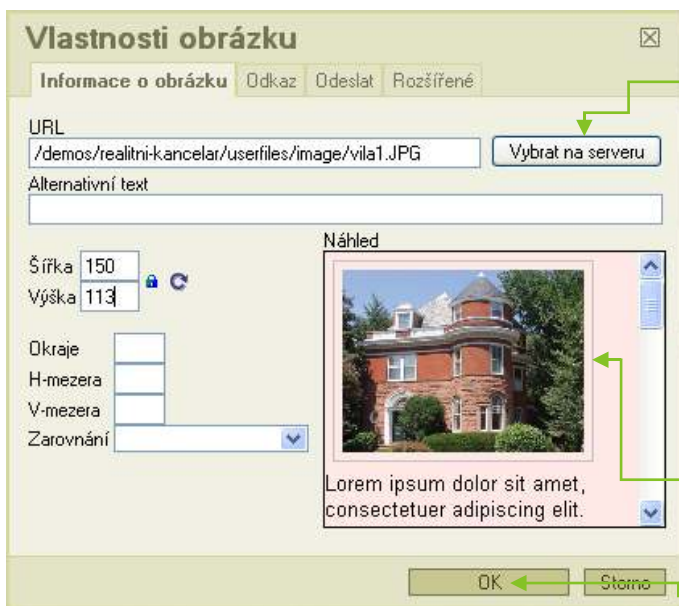 Vlastnosti obrázku
Informace o obrázku Odkaz Odeslat Rozšířené
URL
/demos/realitni-kancelar/userfiles/image/vila1.JPG Vybrat na serveru
Alternativní text
Náhled
Šířka 150
Výška 113
Okraje
H-mezera
V-mezera
Zarovnání
Lorem ipsum dolor sit amet,
consectetuer adipiscing elit.
OK Storno